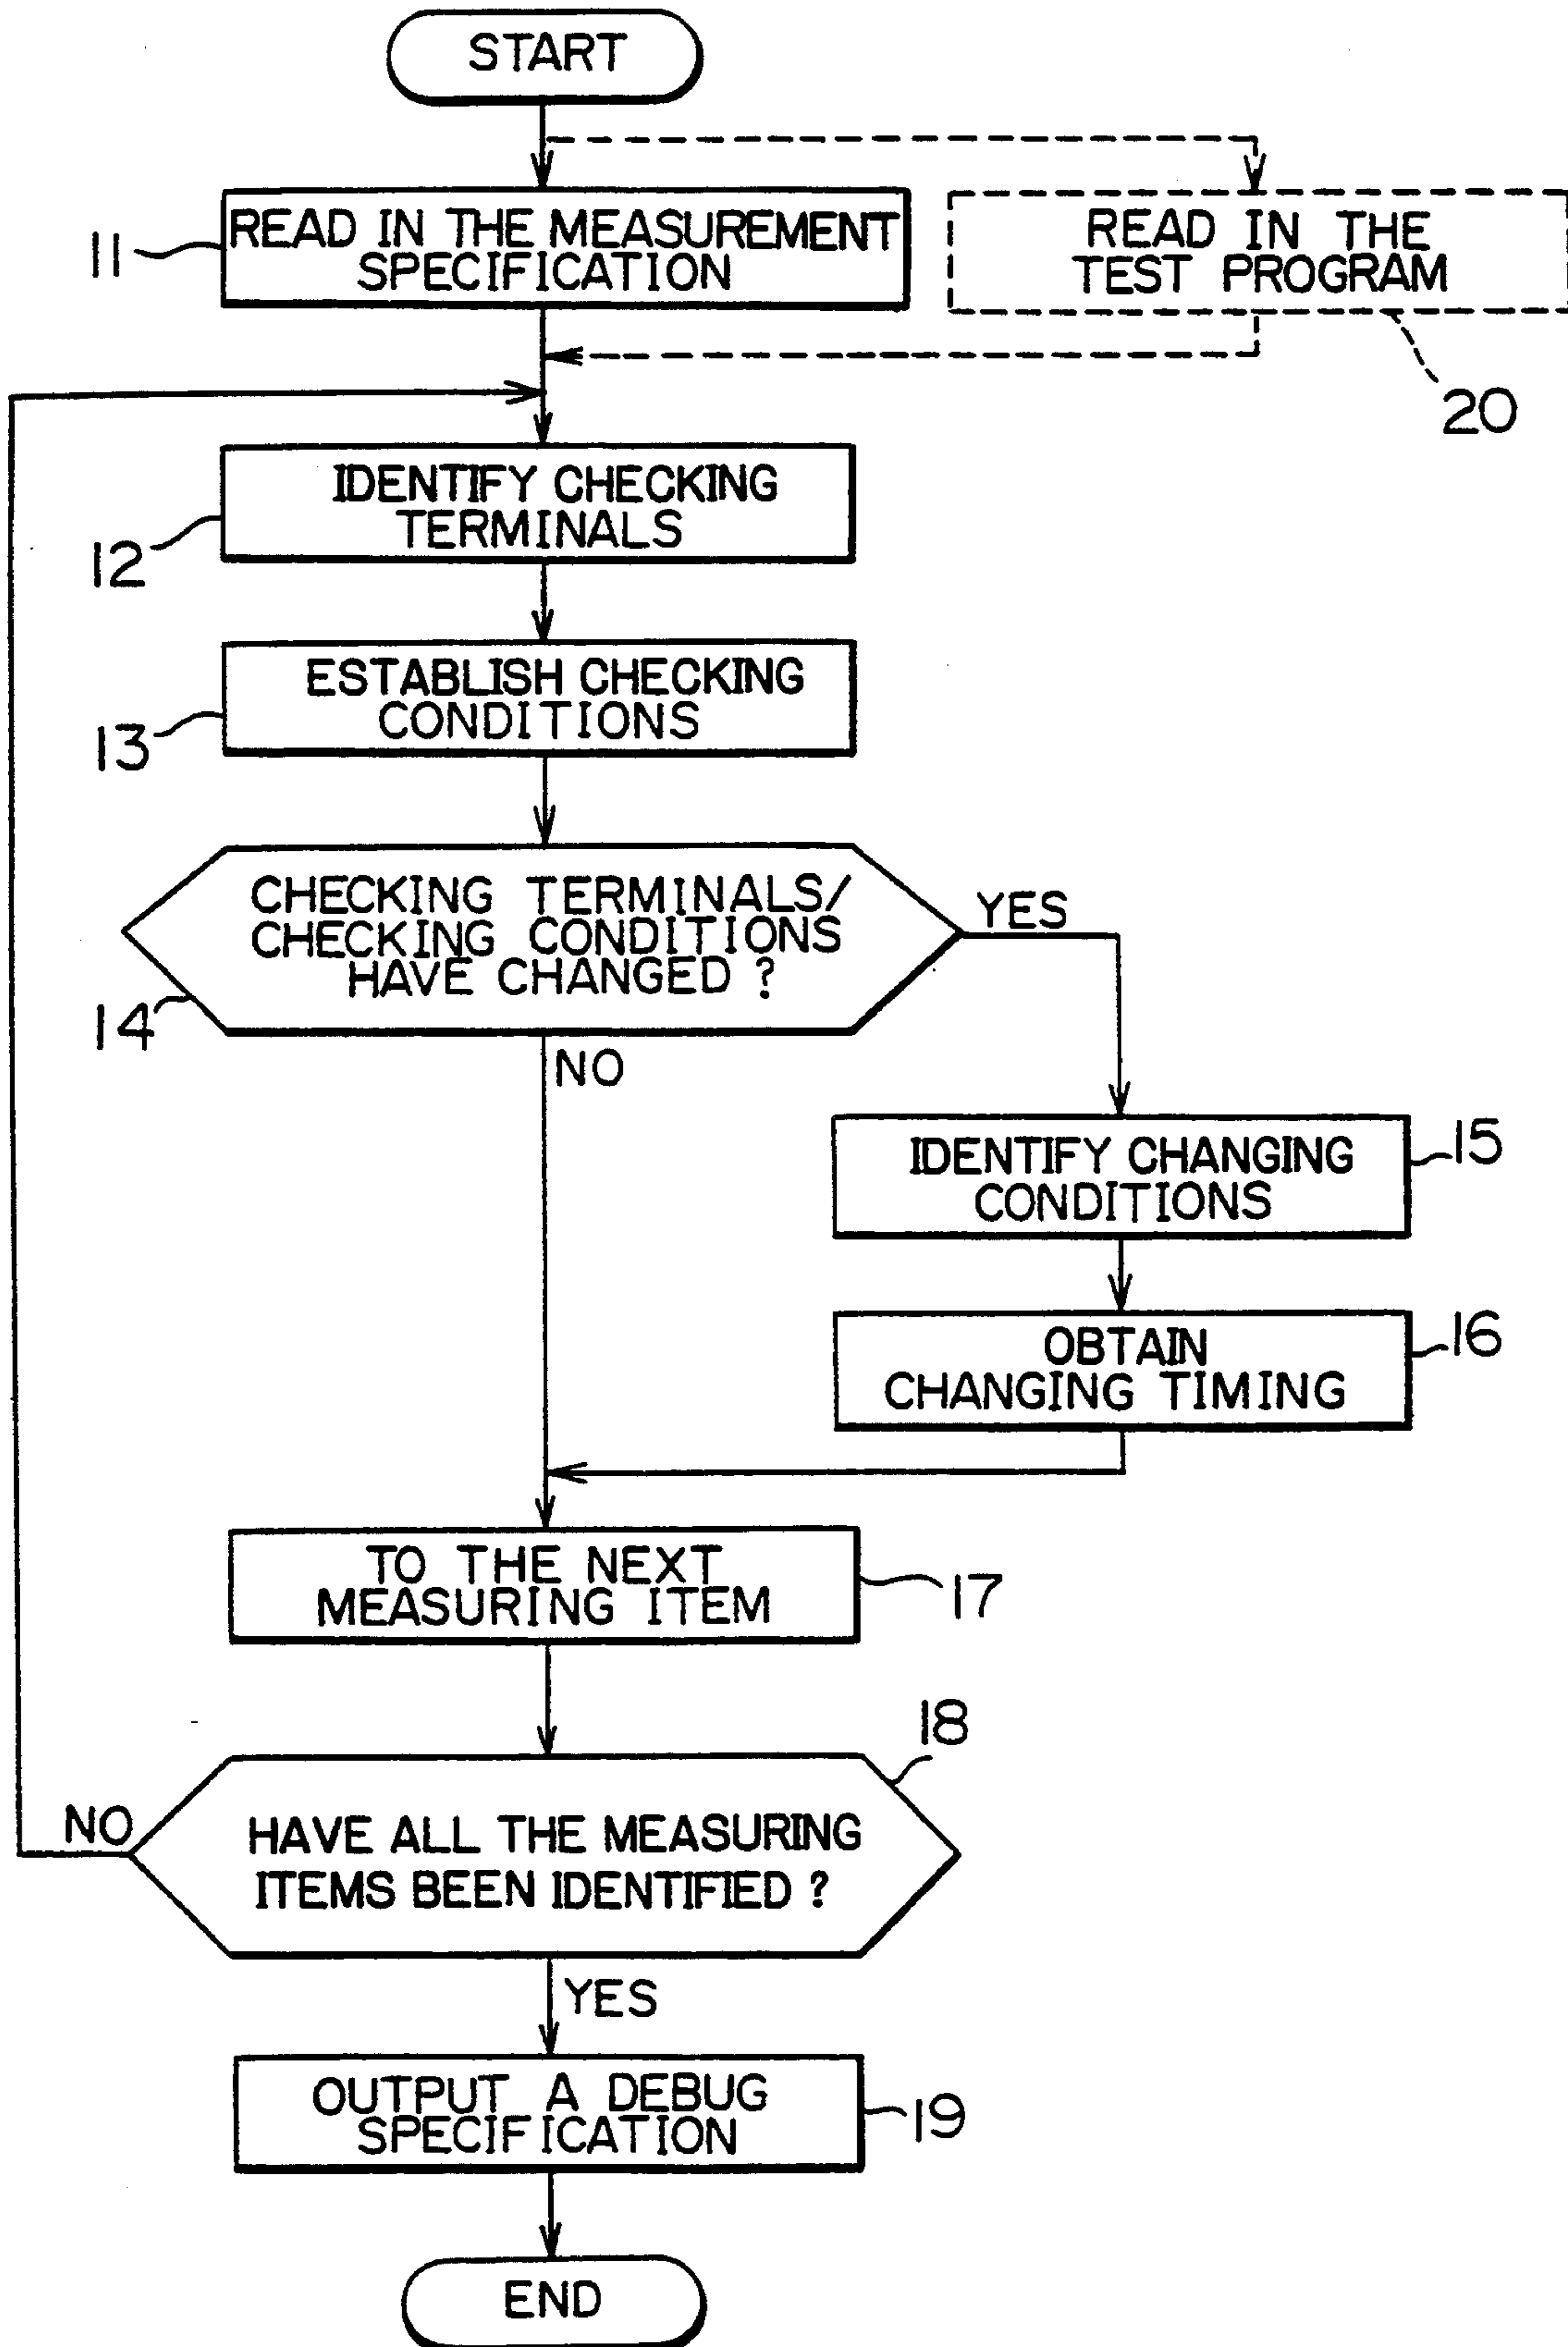 START
READ IN THE MEASUREMENT
SPECIFICATION
11
READ IN THE
TEST PROGRAM
20
IDENTIFY CHECKING
TERMINALS
12
ESTABLISH CHECKING
CONDITIONS
13
CHECKING TERMINALS/
CHECKING CONDITIONS
HAVE CHANGED ?
14
YES
NO
IDENTIFY CHANGING
CONDITIONS
15
OBTAIN
CHANGING TIMING
16
TO THE NEXT
MEASURING ITEM
17
18
NO
HAVE ALL THE MEASURING
ITEMS BEEN IDENTIFIED ?
YES
OUTPUT A DEBUG
SPECIFICATION
19
END